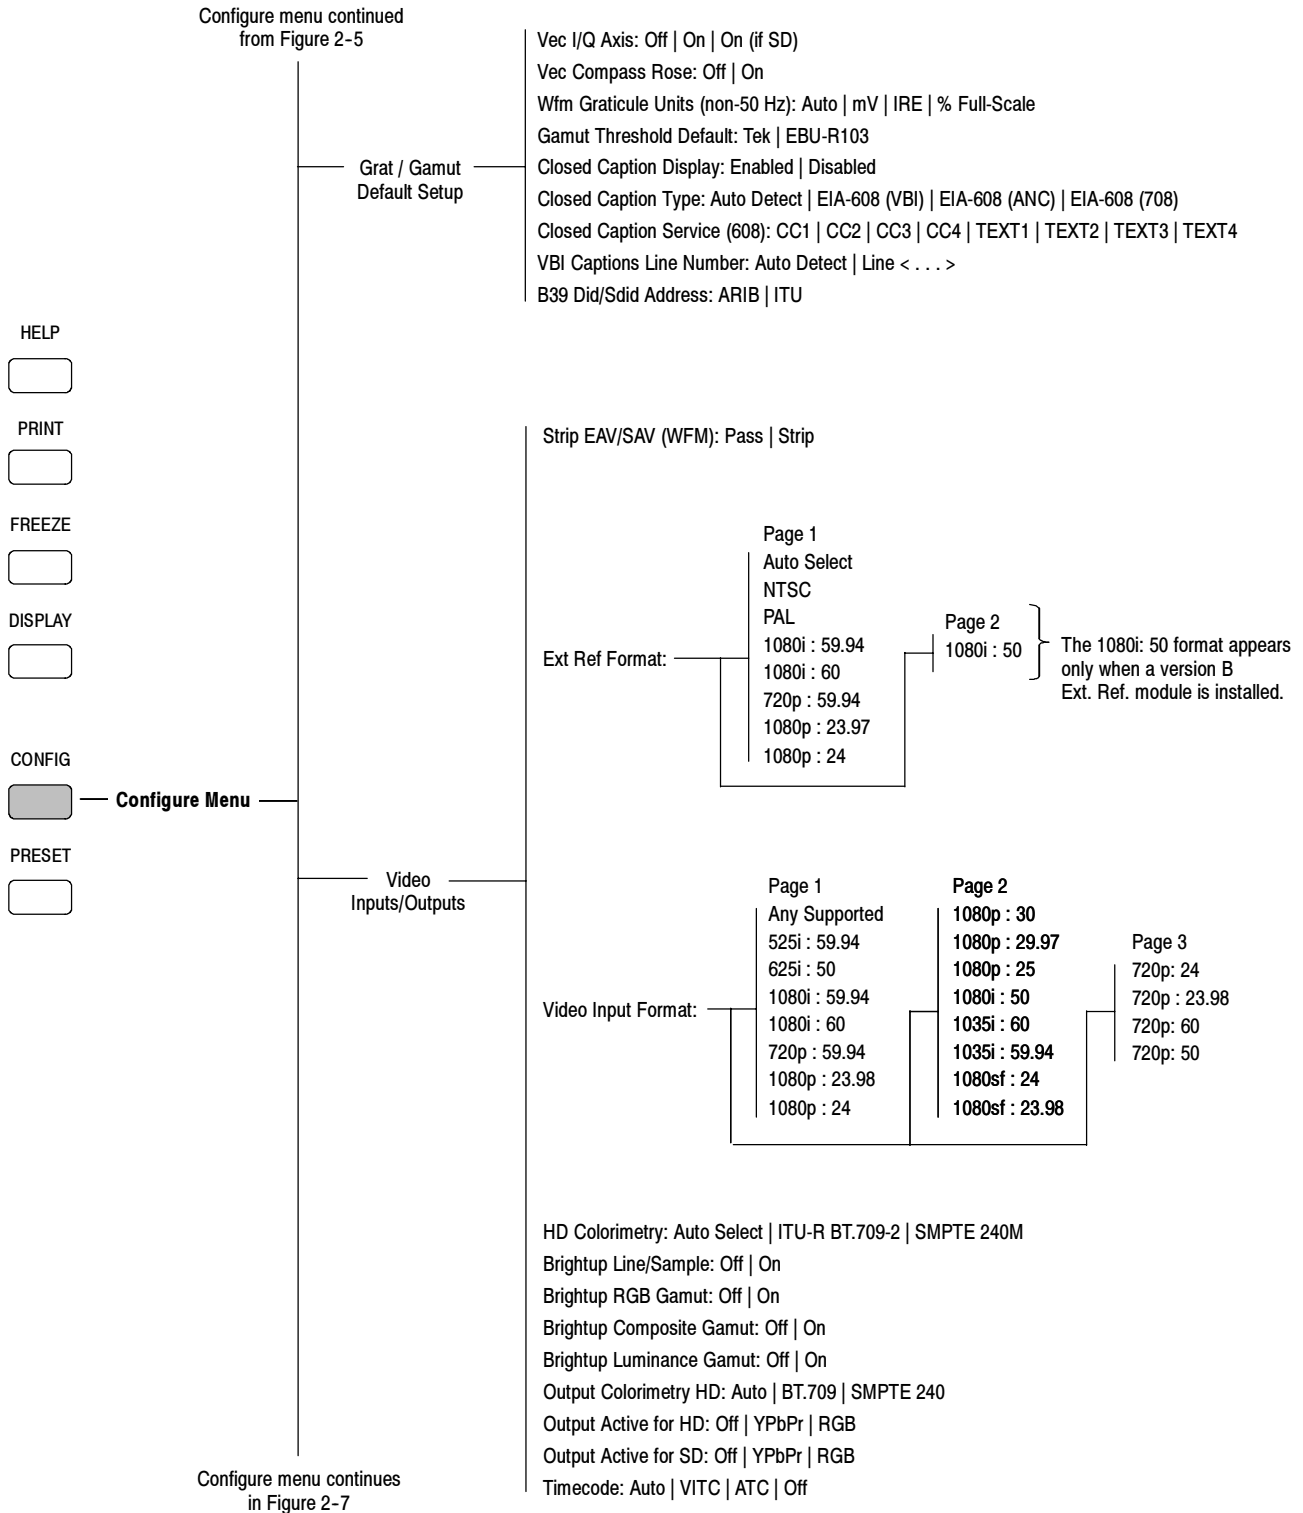 Configure menu continued
from Figure 2-5
Vec I/Q Axis: Off | On | On (if SD)
Vec Compass Rose: Off | On
Wfm Graticule Units (non-50 Hz): Auto | mV | IRE | % Full-Scale
Gamut Threshold Default: Tek | EBU-R103
Grat / Gamut
Default Setup
Closed Caption Display: Enabled | Disabled
Closed Caption Type: Auto Detect | EIA-608 (VBI) | EIA-608 (ANC) | EIA-608 (708)
Closed Caption Service (608): CC1 | CC2 | CC3 | CC4 | TEXT1 | TEXT2 | TEXT3 | TEXT4
VBI Captions Line Number: Auto Detect | Line < . . . >
B39 Did/Sdid Address: ARIB | ITU
HELP
PRINT
FREEZE
DISPLAY
CONFIG
Configure Menu
PRESET
Video
Inputs/Outputs
Strip EAV/SAV (WFM): Pass | Strip
Ext Ref Format:
Page 1
Auto Select
NTSC
PAL
1080i : 59.94
1080i : 60
720p : 59.94
1080p : 23.97
1080p : 24
Page 2
1080i : 50
The 1080i: 50 format appears
only when a version B
Ext. Ref. module is installed.
Video Input Format:
Page 1
Any Supported
525i : 59.94
625i : 50
1080i : 59.94
1080i : 60
720p : 59.94
1080p : 23.98
1080p : 24
Page 2
1080p : 30
1080p : 29.97
1080p : 25
1080i : 50
1035i : 60
1035i : 59.94
1080sf : 24
1080sf : 23.98
Page 3
720p: 24
720p : 23.98
720p: 60
720p: 50
HD Colorimetry: Auto Select | ITU-R BT.709-2 | SMPTE 240M
Brightup Line/Sample: Off | On
Brightup RGB Gamut: Off | On
Brightup Composite Gamut: Off | On
Brightup Luminance Gamut: Off | On
Output Colorimetry HD: Auto | BT.709 | SMPTE 240
Output Active for HD: Off | YPbPr | RGB
Output Active for SD: Off | YPbPr | RGB
Timecode: Auto | VITC | ATC | Off
Configure menu continues
in Figure 2-7